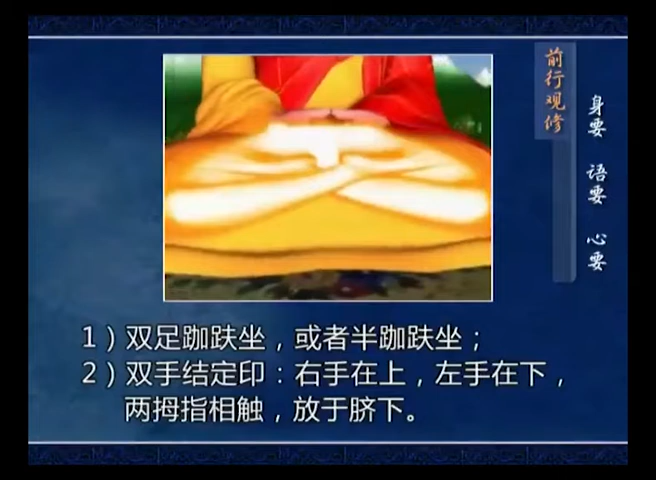 前行观修
身要 语要 心要
1）双足跏趺坐，或者半跏趺坐；
2）双手结定印：右手在上，左手在下，
两拇指相触，放于脐下。